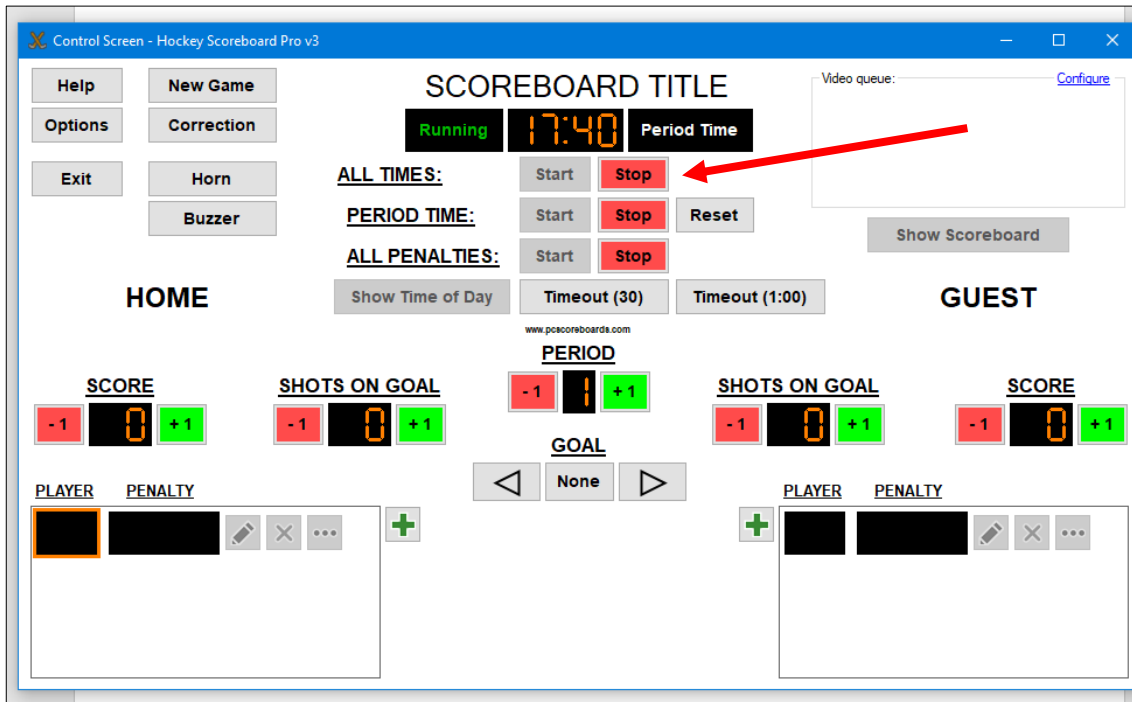 Control Screen - Hockey Scoreboard Pro v3
Help New Game SCOREBOARD TITLE Video queue: Configure
Options Correction Running 17:40 Period Time
Exit Horn ALL TIMES: Start Stop
Buzzer PERIOD TIME: Start Stop Reset Show Scoreboard
ALL PENALTIES: Start Stop
HOME Show Time of Day Timeout (30) Timeout (1:00) GUEST
www.pcscoreboards.com
PERIOD
SCORE SHOTS ON GOAL - 1 1 + 1 SHOTS ON GOAL SCORE
- 1 0 + 1 - 1 0 + 1 - 1 0 + 1 - 1 0 + 1
GOAL
None
PLAYER PENALTY PLAYER PENALTY